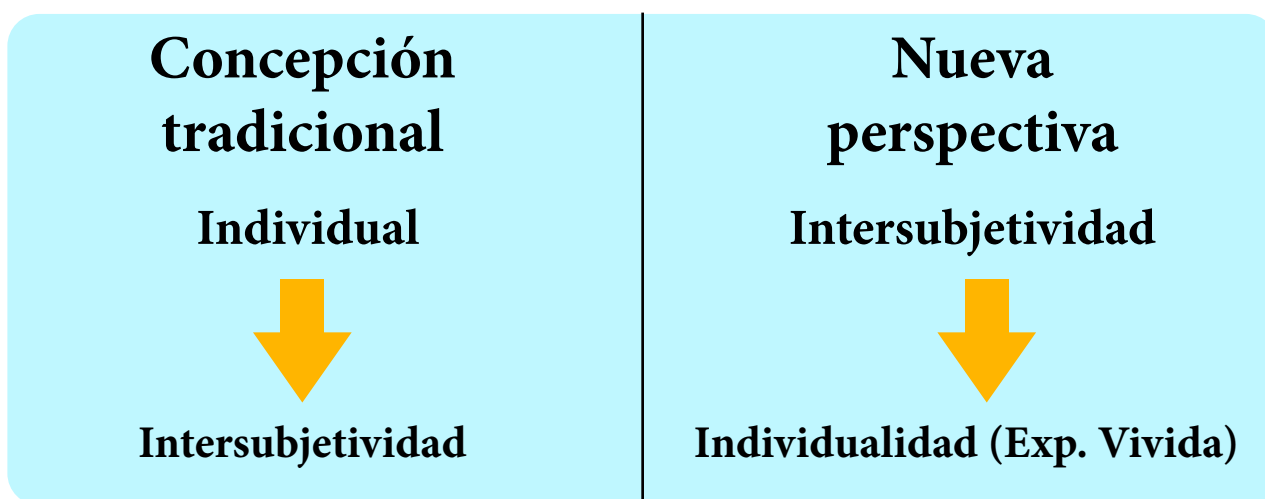 Concepción
tradicional
Individual
Intersubjetividad
Nueva
perspectiva
Intersubjetividad
Individualidad (Exp. Vivida)